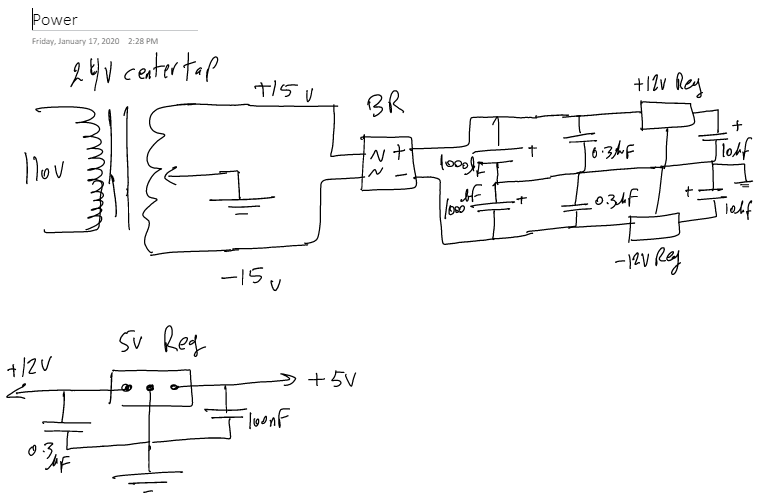 Power
Friday, January 17, 2020 2:28 PM
24V center tap
+15v
BR
+12v Reg
110v
~ +
~ -
1000µF
+
0.3µF
+
10µf
1000µF
+
0.3µF
+
10µf
-15v
-12V Reg
5v Reg
+12V
+5V
0.3µF
100nF